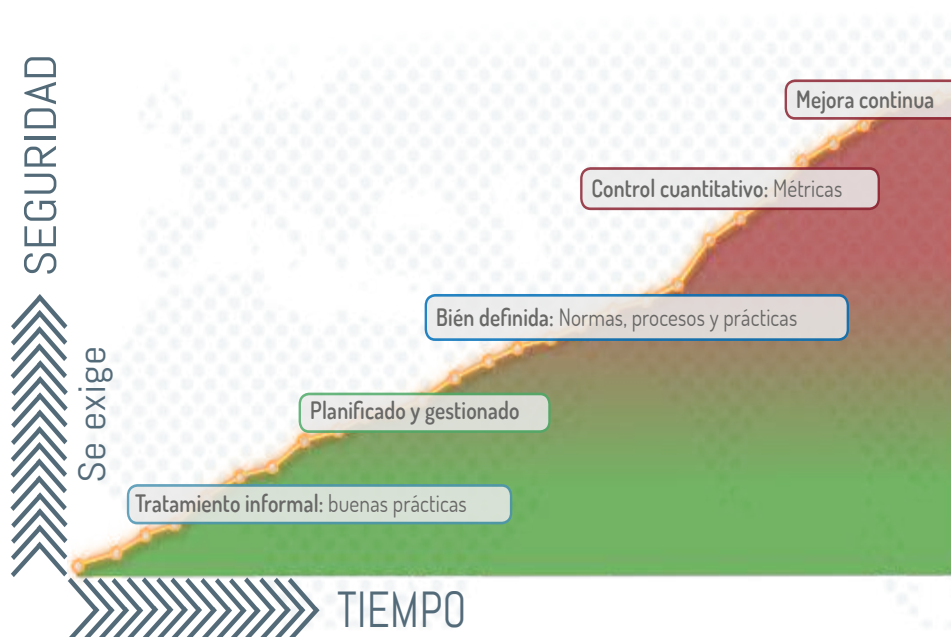 SEGURIDAD
Se exige
Mejora continua
Control cuantitativo: Métricas
Bién definida: Normas, procesos y prácticas
Planificado y gestionado
Tratamiento informal: buenas prácticas
TIEMPO